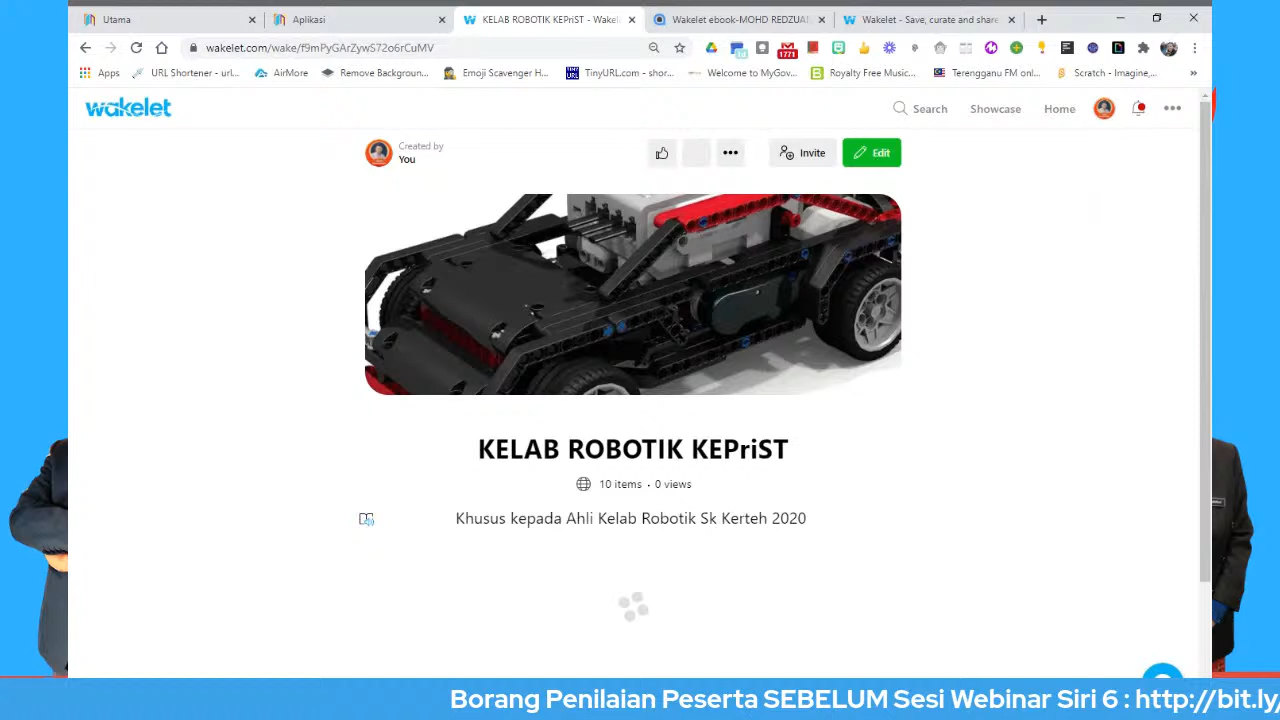 Utama
Aplikasi
KELAB ROBOTIK KEPriST - Wakel
Wakelet ebook-MOHD REDZUAN
Wakelet - Save, curate and share
wakelet.com/wake/f9mPyGArZywS72o6rCuMV
1771
Apps
URL Shortener - url...
AirMore
Remove Backgroun...
Emoji Scavenger H...
TinyURL.com - shor...
Welcome to MyGov...
Royalty Free Music...
Terengganu FM onl...
Scratch - Imagine,...
wakelet
Search
Showcase
Home
Created by
You
Invite
Edit
KELAB ROBOTIK KEPriST
10 items · 0 views
Khusus kepada Ahli Kelab Robotik Sk Kerteh 2020
Borang Penilaian Peserta SEBELUM Sesi Webinar Siri 6 : http://bit.ly/